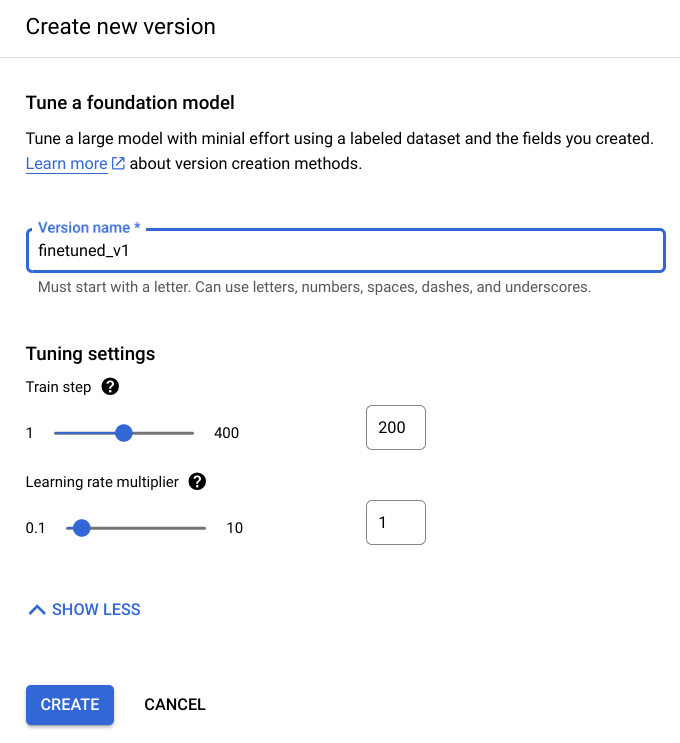 Create new version
Tune a foundation model
Tune a large model with minial effort using a labeled dataset and the fields you created.
Learn more about version creation methods.
Version name *
finetuned_v1
Must start with a letter. Can use letters, numbers, spaces, dashes, and underscores.
Tuning settings
Train step ?
1 400 200
Learning rate multiplier ?
0.1 10 1
SHOW LESS
CREATE CANCEL